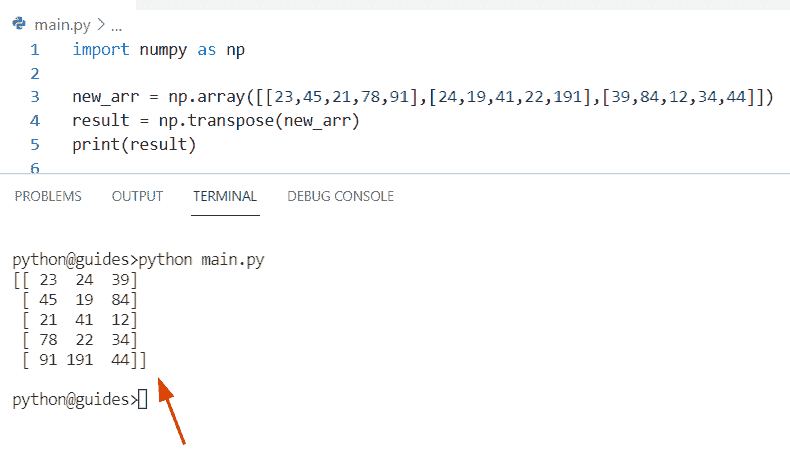 main.py > ...
1 import numpy as np
2
3 new_arr = np.array([[23,45,21,78,91],[24,19,41,22,191],[39,84,12,34,44]])
4 result = np.transpose(new_arr)
5 print(result)
6
PROBLEMS OUTPUT TERMINAL DEBUG CONSOLE
python@guides>python main.py
[[ 23  24  39]
 [ 45  19  84]
 [ 21  41  12]
 [ 78  22  34]
 [ 91 191  44]]
python@guides>